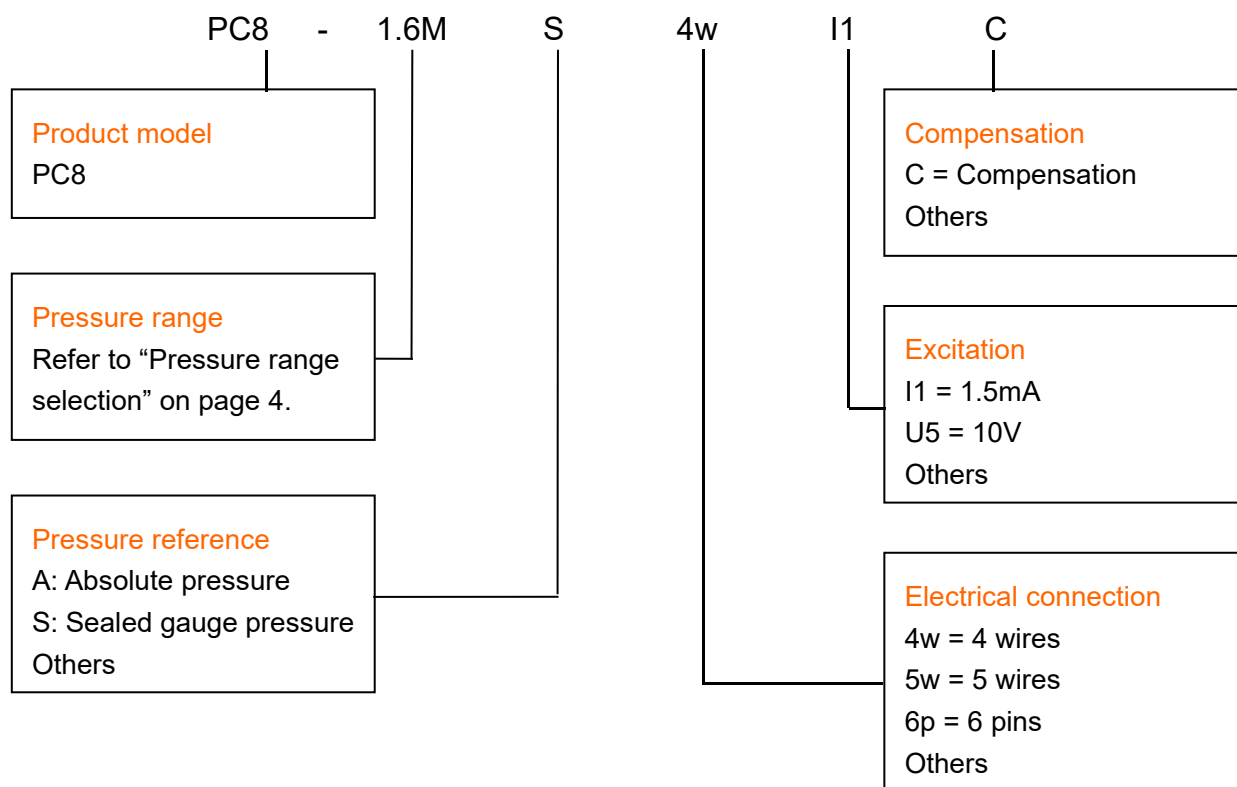 PC8 - 1.6M S 4w I1 C
Product model
PC8
Pressure range
Refer to “Pressure range
selection” on page 4.
Pressure reference
A: Absolute pressure
S: Sealed gauge pressure
Others
Compensation
C = Compensation
Others
Excitation
I1 = 1.5mA
U5 = 10V
Others
Electrical connection
4w = 4 wires
5w = 5 wires
6p = 6 pins
Others